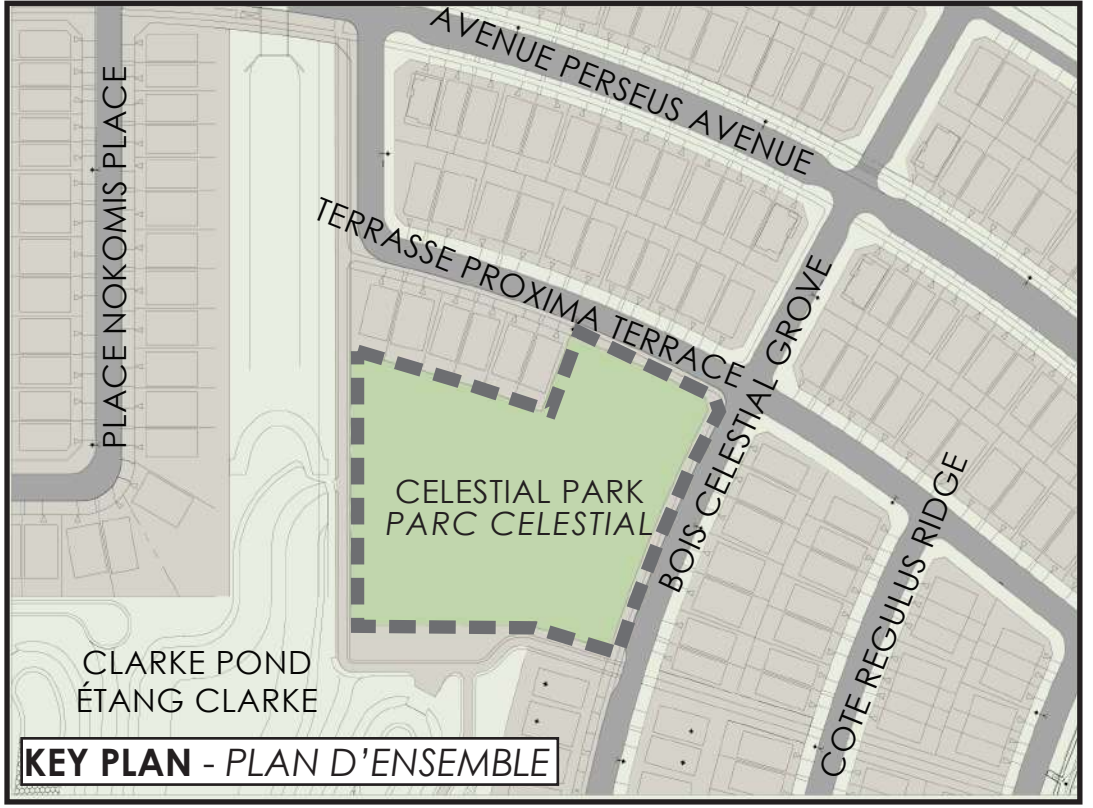 AVENUE PERSEUS AVENUE
PLACE NOKOMIS PLACE
TERRASSE PROXIMA TERRACE
BOIS CELESTIAL GROVE
COTE REGULUS RIDGE
CELESTIAL PARK
PARC CELESTIAL
CLARKE POND
ÉTANG CLARKE
KEY PLAN - PLAN D'ENSEMBLE